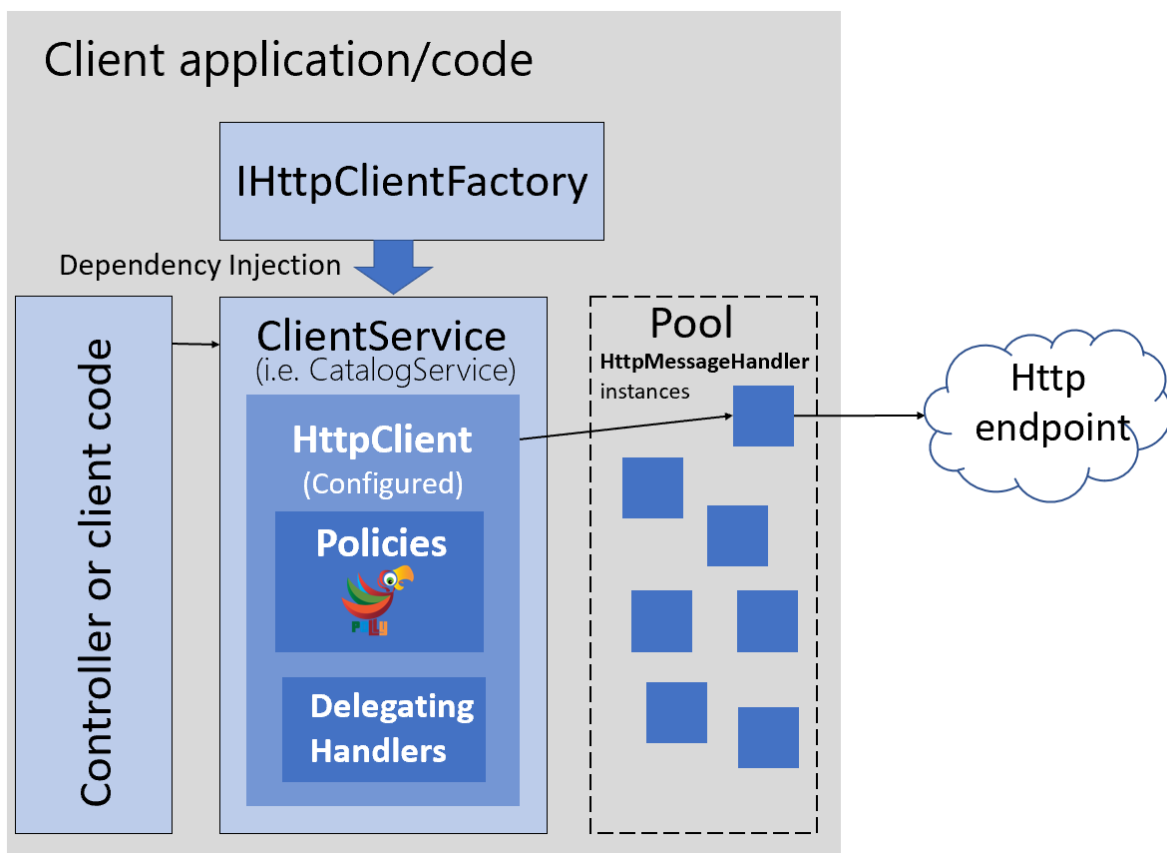 Client application/code
IHttpClientFactory
Dependency Injection
Controller or client code
ClientService
(i.e. CatalogService)
HttpClient
(Configured)
Policies
Polly
Delegating
Handlers
Pool
HttpMessageHandler
instances
Http
endpoint